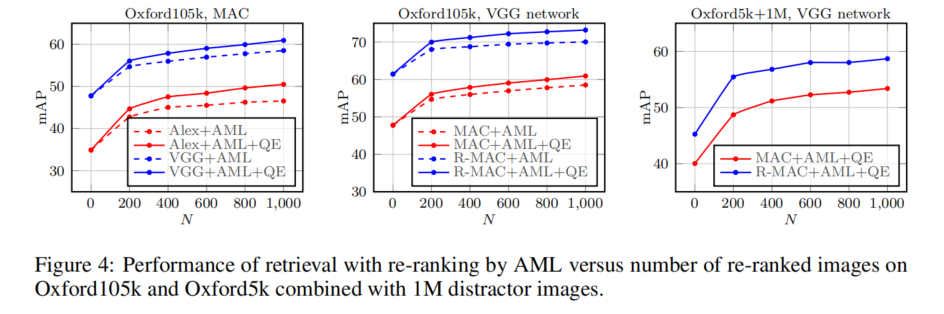 Oxford105k, MAC
mAP
60
50
40
30
Alex+AML
Alex+AML+QE
VGG+AML
VGG+AML+QE
0 200 400 600 800 1,000
N
Oxford105k, VGG network
mAP
70
60
50
40
30
MAC+AML
MAC+AML+QE
R-MAC+AML
R-MAC+AML+QE
0 200 400 600 800 1,000
N
Oxford5k+1M, VGG network
mAP
60
50
40
MAC+AML+QE
R-MAC+AML+QE
0 200 400 600 800 1,000
N
Figure 4: Performance of retrieval with re-ranking by AML versus number of re-ranked images on
Oxford105k and Oxford5k combined with 1M distractor images.